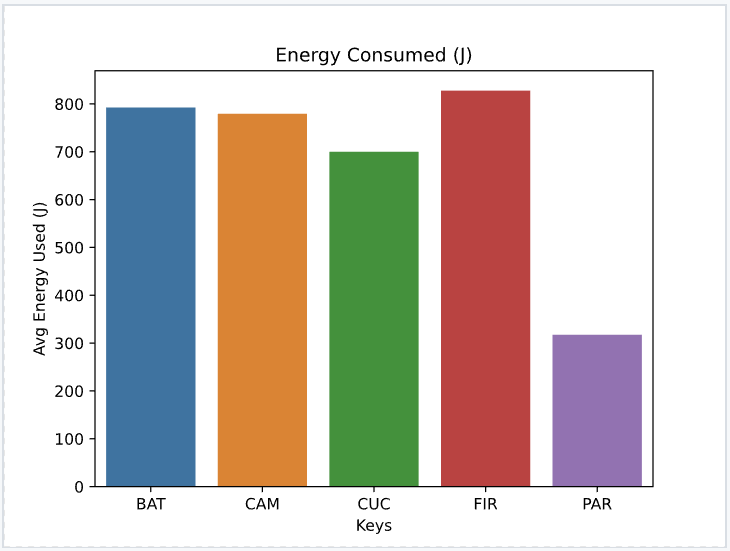 Energy Consumed (J)
Avg Energy Used (J)
800
700
600
500
400
300
200
100
0
BAT CAM CUC FIR PAR
Keys